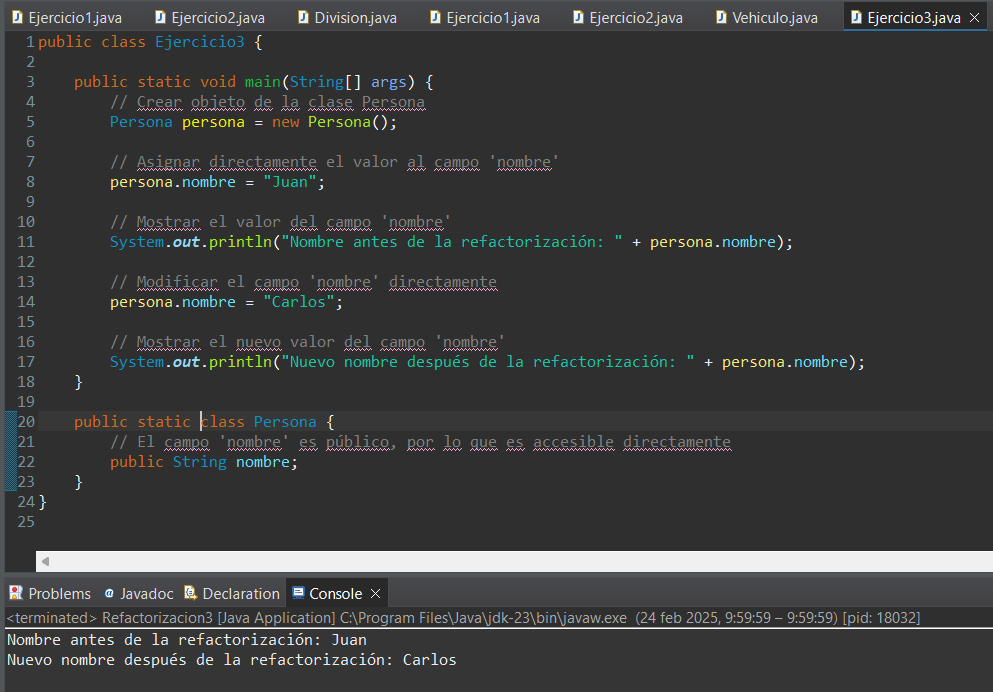 Ejercicio1.java Ejercicio2.java Division.java Ejercicio1.java Ejercicio2.java Vehiculo.java Ejercicio3.java
1 public class Ejercicio3 {
2
3 public static void main(String[] args) {
4 // Crear objeto de la clase Persona
5 Persona persona = new Persona();
6
7 // Asignar directamente el valor al campo 'nombre'
8 persona.nombre = "Juan";
9
10 // Mostrar el valor del campo 'nombre'
11 System.out.println("Nombre antes de la refactorización: " + persona.nombre);
12
13 // Modificar el campo 'nombre' directamente
14 persona.nombre = "Carlos";
15
16 // Mostrar el nuevo valor del campo 'nombre'
17 System.out.println("Nuevo nombre después de la refactorización: " + persona.nombre);
18 }
19
20 public static class Persona {
21 // El campo 'nombre' es público, por lo que es accesible directamente
22 public String nombre;
23 }
24 }
25
Problems Javadoc Declaration Console
<terminated> Refactorizacion3 [Java Application] C:\Program Files\Java\jdk-23\bin\javaw.exe (24 feb 2025, 9:59:59 – 9:59:59) [pid: 18032]
Nombre antes de la refactorización: Juan
Nuevo nombre después de la refactorización: Carlos